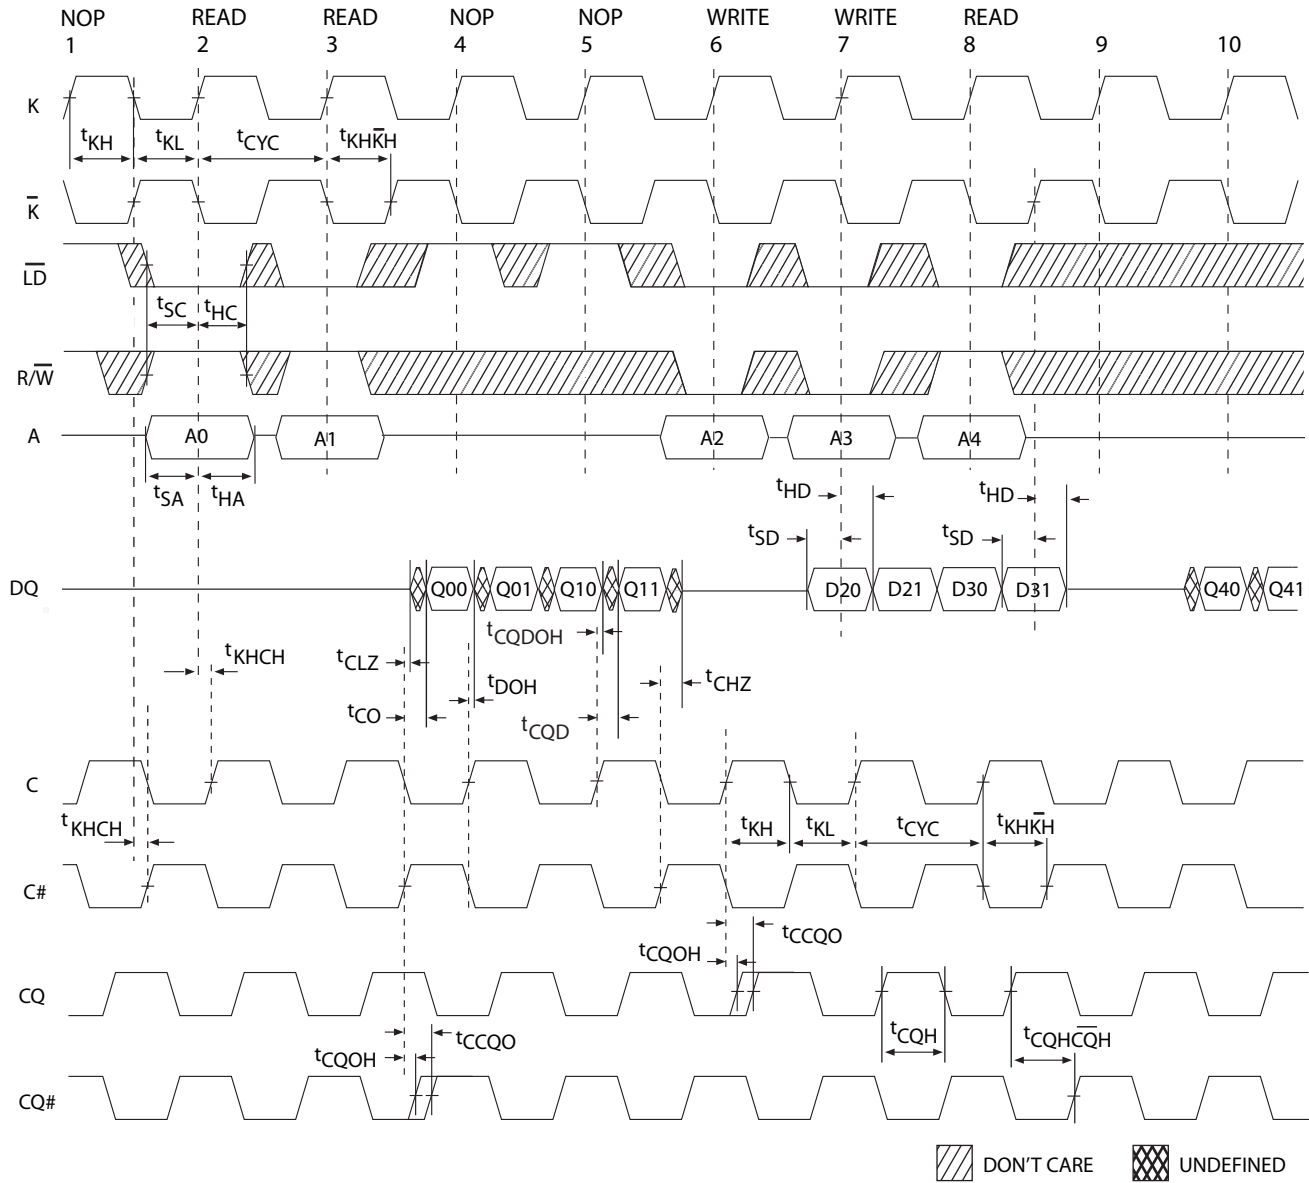 NOP READ READ NOP NOP WRITE WRITE READ
1 2 3 4 5 6 7 8 9 10
K
tKH tKL tCYC tKHK̅H
K̅
L̅D̅
tSC tHC
R/W̅
A A0 A1 A2 A3 A4
tSA tHA tHD tHD
tSD tSD
DQ Q00 Q01 Q10 Q11 D20 D21 D30 D31 Q40 Q41
tCQDOH
tKHCH tCLZ tDOH tCHZ
tCO tCQD
C
tKHCH tKH tKL tCYC tKHK̅H
C#
tCCQO
tCQOH
CQ
tCCQO tCQH tCQHC̅Q̅H
tCQOH
CQ#
DON'T CARE UNDEFINED